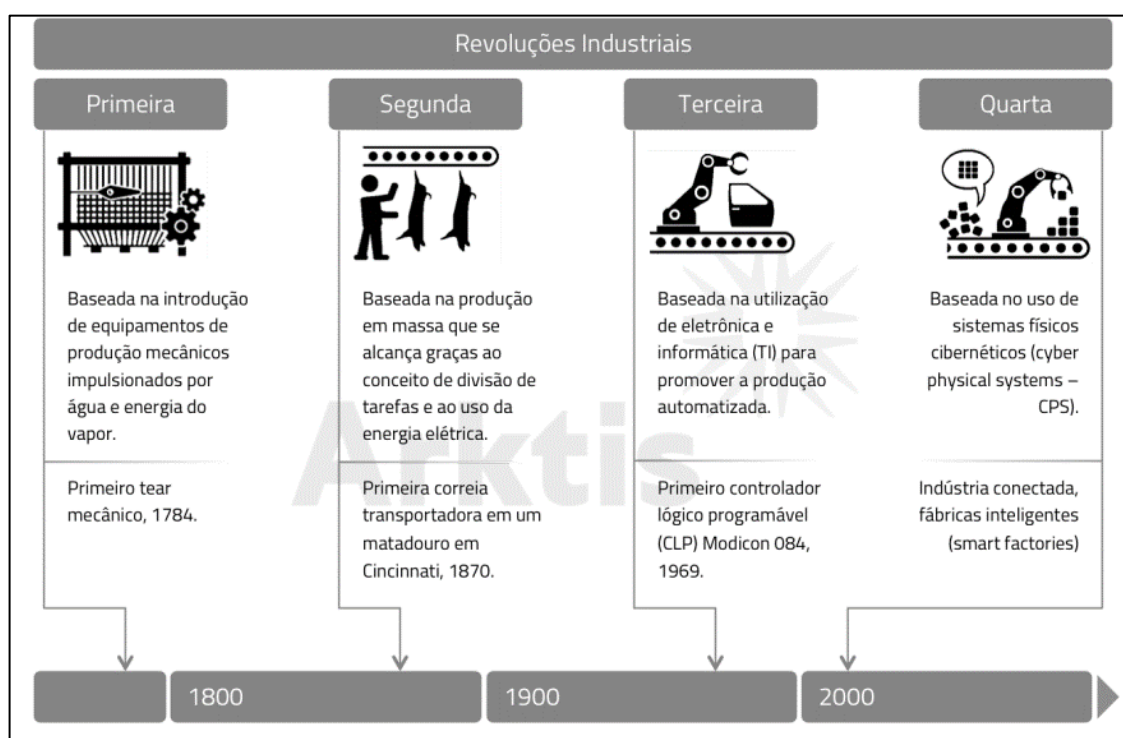 Revoluções Industriais
Primeira
Segunda
Terceira
Quarta
Baseada na introdução
de equipamentos de
produção mecânicos
impulsionados por
água e energia do
vapor.
Baseada na produção
em massa que se
alcança graças ao
conceito de divisão de
tarefas e ao uso da
energia elétrica.
Baseada na utilização
de eletrônica e
informática (TI) para
promover a produção
automatizada.
Baseada no uso de
sistemas físicos
cibernéticos (cyber
physical systems –
CPS).
Arktis
Primeiro tear
mecânico, 1784.
Primeira correia
transportadora em um
matadouro em
Cincinnati, 1870.
Primeiro controlador
lógico programável
(CLP) Modicon 084,
1969.
Indústria conectada,
fábricas inteligentes
(smart factories)
1800
1900
2000